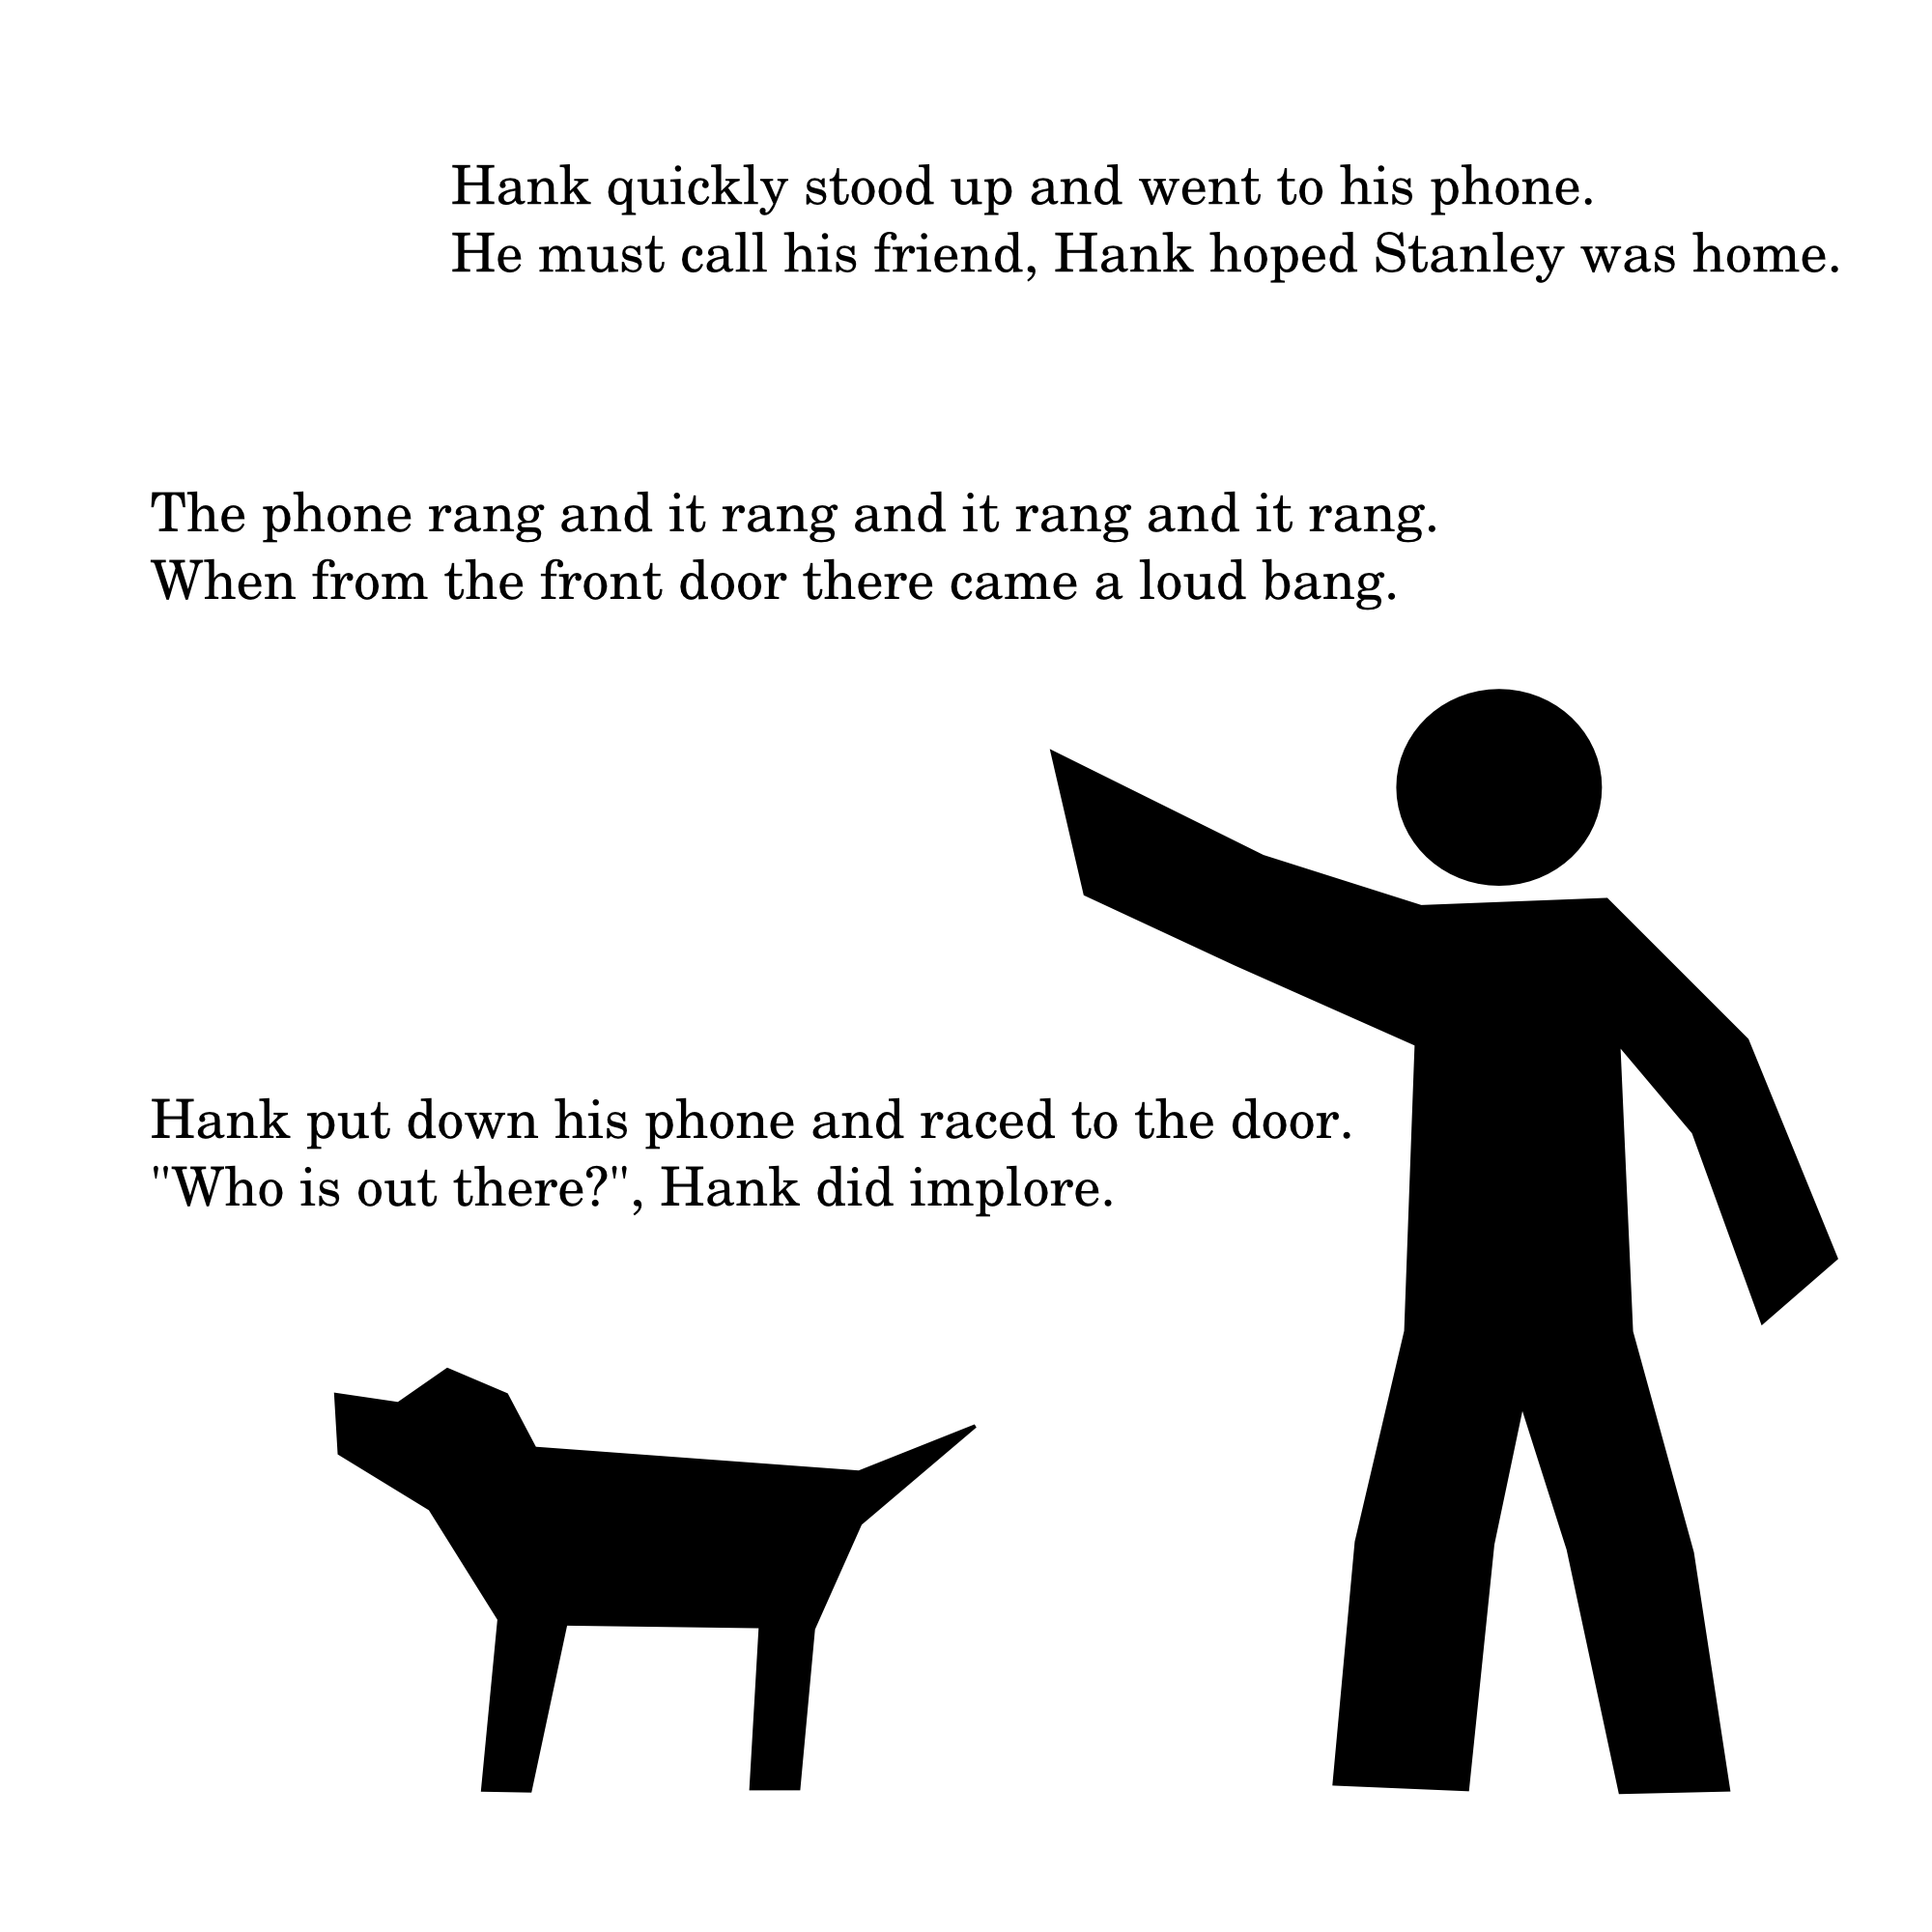 Hank quickly stood up and went to his phone.
He must call his friend, Hank hoped Stanley was home.
The phone rang and it rang and it rang and it rang.
When from the front door there came a loud bang.
Hank put down his phone and raced to the door.
"Who is out there?", Hank did implore.